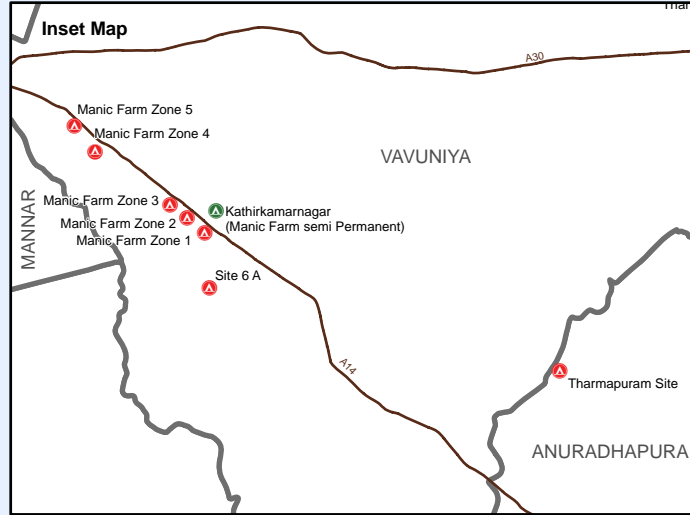 Inset Map
A30
Manic Farm Zone 5
Manic Farm Zone 4
VAVUNIYA
Manic Farm Zone 3
Kathirkamarnagar
(Manic Farm semi Permanent)
Manic Farm Zone 2
Manic Farm Zone 1
MANNAR
Site 6 A
A14
Tharmapuram Site
ANURADHAPURA